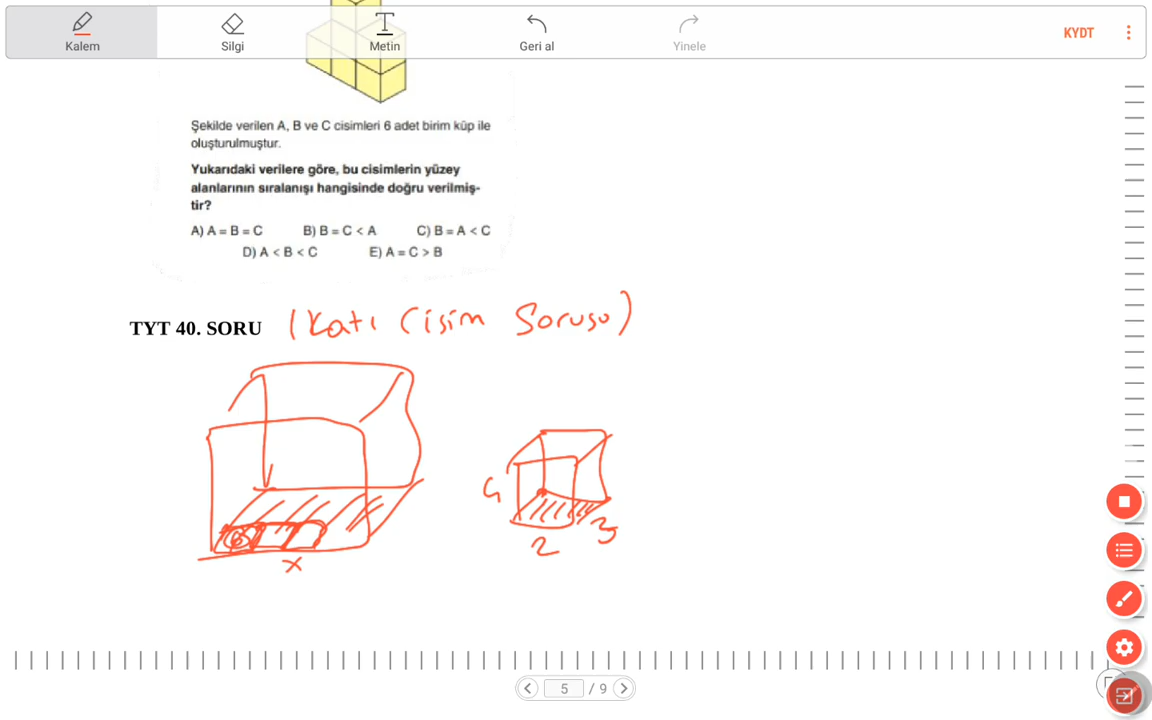 Kalem
Silgi
Metin
Geri al
Yinele
KYDT
Şekilde verilen A, B ve C cisimleri 6 adet birim küp ile
oluşturulmuştur.
Yukarıdaki verilere göre, bu cisimlerin yüzey
alanlarının sıralanışı hangisinde doğru verilmiş-
tir?
A) A = B = C B) B = C < A C) B = A < C
D) A < B < C E) A = C > B
TYT 40. SORU (Katı Cisim Sorusu)
4
3
2
6
x
5 / 9